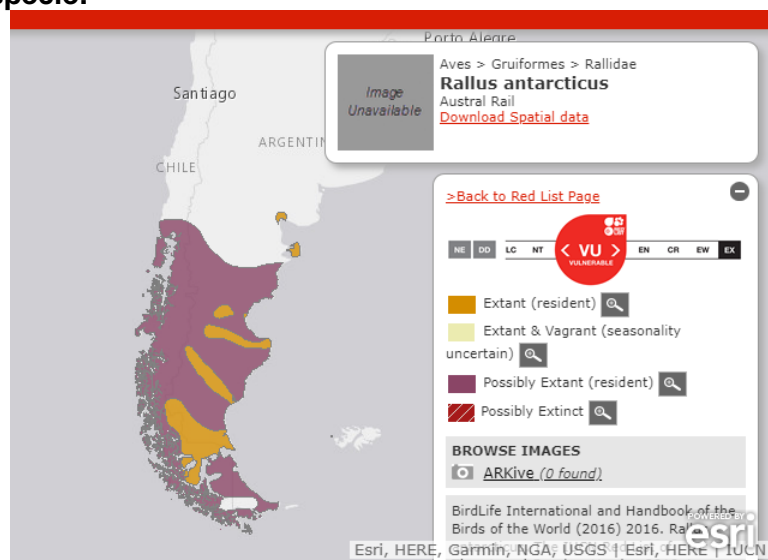 Porto Alegre
Santiago
ARGENTIN
CHILE
Image
Unavailable
Aves > Gruiformes > Rallidae
Rallus antarcticus
Austral Rail
Download Spatial data
>Back to Red List Page
NE DD LC NT < VU > EN CR EW EX
VULNERABLE
Extant (resident)
Extant & Vagrant (seasonality
uncertain)
Possibly Extant (resident)
Possibly Extinct
BROWSE IMAGES
ARKive (0 found)
BirdLife International and Handbook of the
Birds of the World (2016) 2016.
POWERED BY
esri
Esri, HERE, Garmin, NGA, USGS | Esri, HERE | IUCN